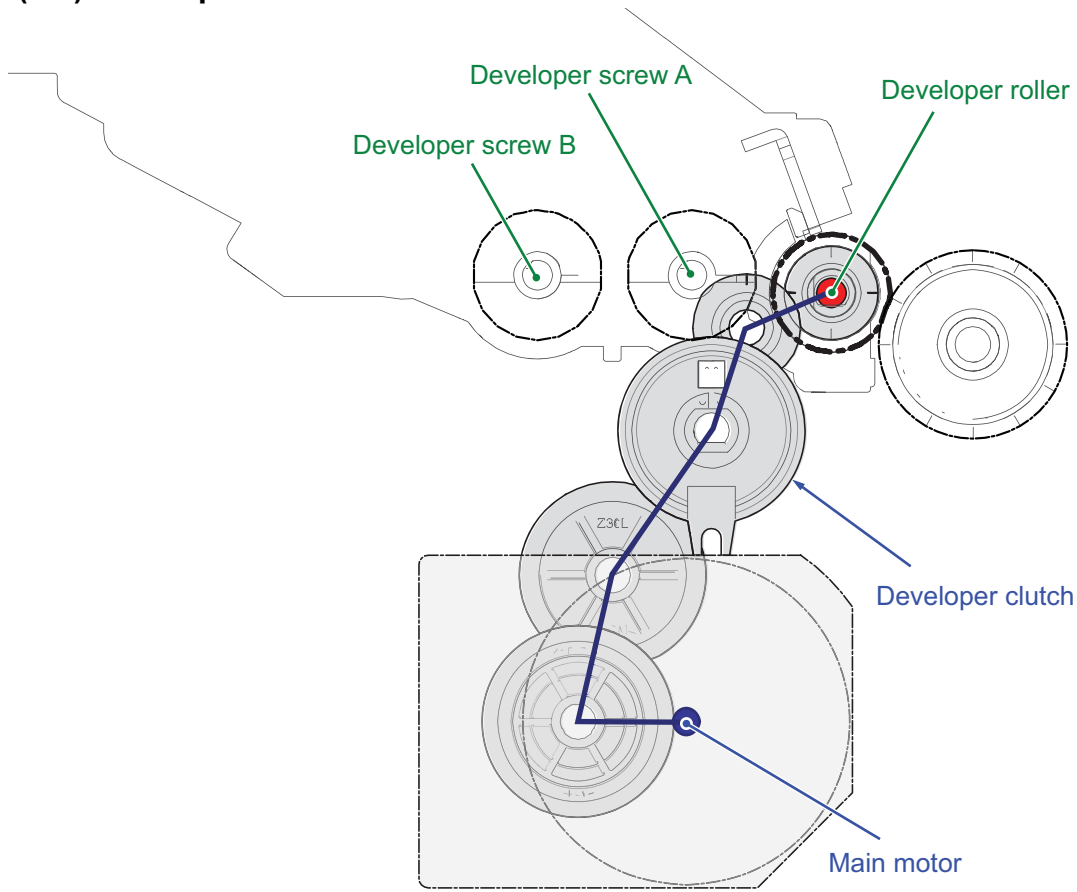 Developer screw A
Developer roller
Developer screw B
Developer clutch
Main motor